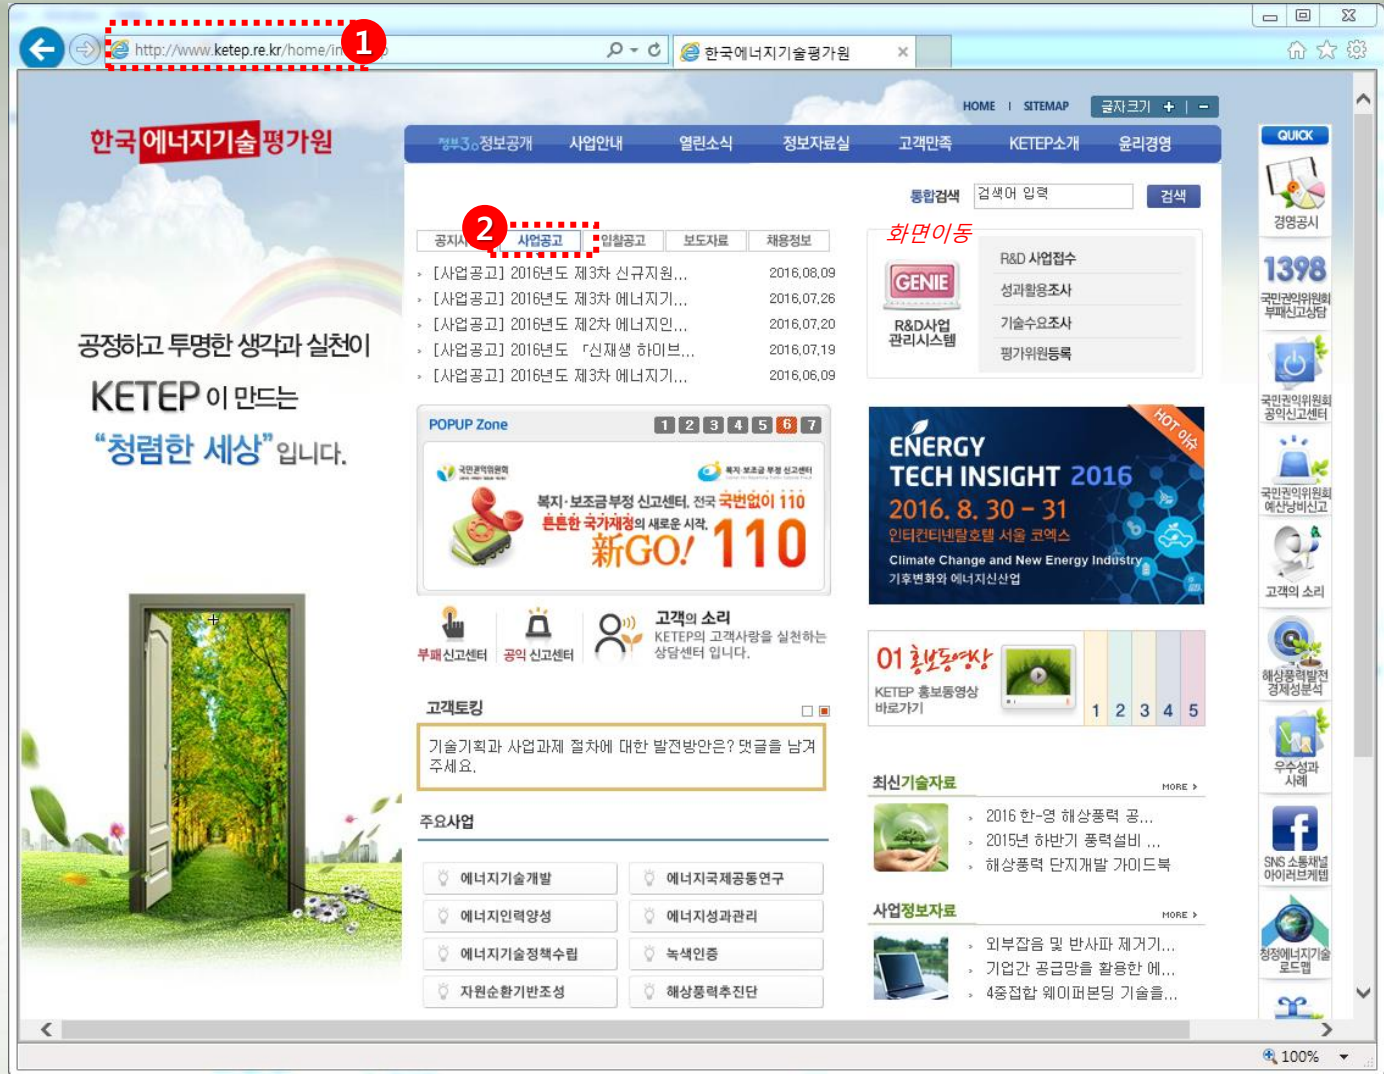 http://www.ketep.re.kr/home/in
1
한국에너지기술평가원
HOME | SITEMAP
글자크기 + | -
한국에너지기술평가원
정부3.0정보공개 사업안내 열린소식 정보자료실 고객만족 KETEP소개 윤리경영
통합검색 검색어 입력 검색
2
공지사 사업공고 입찰공고 보도자료 채용정보
[사업공고] 2016년도 제3차 신규지원... 2016.08.09
[사업공고] 2016년도 제3차 에너지기... 2016.07.26
[사업공고] 2016년도 제2차 에너지인... 2016.07.20
[사업공고] 2016년도 「신재생 하이브... 2016.07.19
[사업공고] 2016년도 제3차 에너지기... 2016.06.09
화면이동
GENIE
R&D사업
관리시스템
R&D 사업접수
성과활용조사
기술수요조사
평가위원등록
공정하고 투명한 생각과 실천이
KETEP이 만드는
“청렴한 세상”입니다.
POPUP Zone 1 2 3 4 5 6 7
국민권익위원회
복지·보조금 부정 신고센터
복지·보조금부정 신고센터, 전국 국번없이 110
튼튼한 국가재정의 새로운 시작,
新GO! 110
HOT 이슈
ENERGY
TECH INSIGHT 2016
2016. 8. 30 - 31
인터컨티넨탈호텔 서울 코엑스
Climate Change and New Energy Industry
기후변화와 에너지신산업
부패신고센터
공익신고센터
고객의 소리
KETEP의 고객사랑을 실천하는
상담센터 입니다.
01 홍보동영상
KETEP 홍보동영상
바로가기
1 2 3 4 5
고객토킹
기술기획과 사업과제 절차에 대한 발전방안은? 댓글을 남겨
주세요.
주요사업
에너지기술개발 에너지국제공동연구
에너지인력양성 에너지성과관리
에너지기술정책수립 녹색인증
자원순환기반조성 해상풍력추진단
최신기술자료 MORE
2016 한-영 해상풍력 공...
2015년 하반기 풍력설비 ...
해상풍력 단지개발 가이드북
사업정보자료 MORE
외부잡음 및 반사파 제거기...
기업간 공급망을 활용한 에...
4중접합 웨이퍼본딩 기술을...
QUICK
경영공시
1398
국민권익위원회
부패신고상담
국민권익위원회
공익신고센터
국민권익위원회
예산낭비신고
고객의 소리
해상풍력발전
경제성분석
우수성과
사례
SNS 소통채널
아이러브케텝
청정에너지기술
로드맵
100%